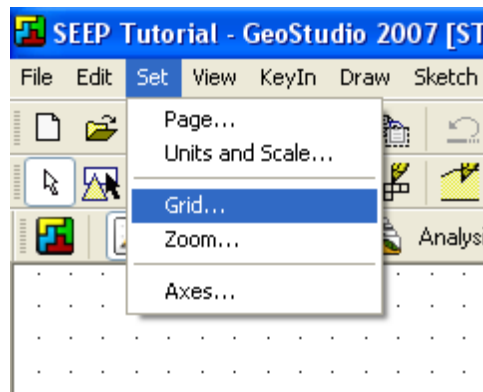 SEEP Tutorial - GeoStudio 2007 [ST
File Edit Set View KeyIn Draw Sketch
Page...
Units and Scale...
Grid...
Zoom...
Analysi
Axes...